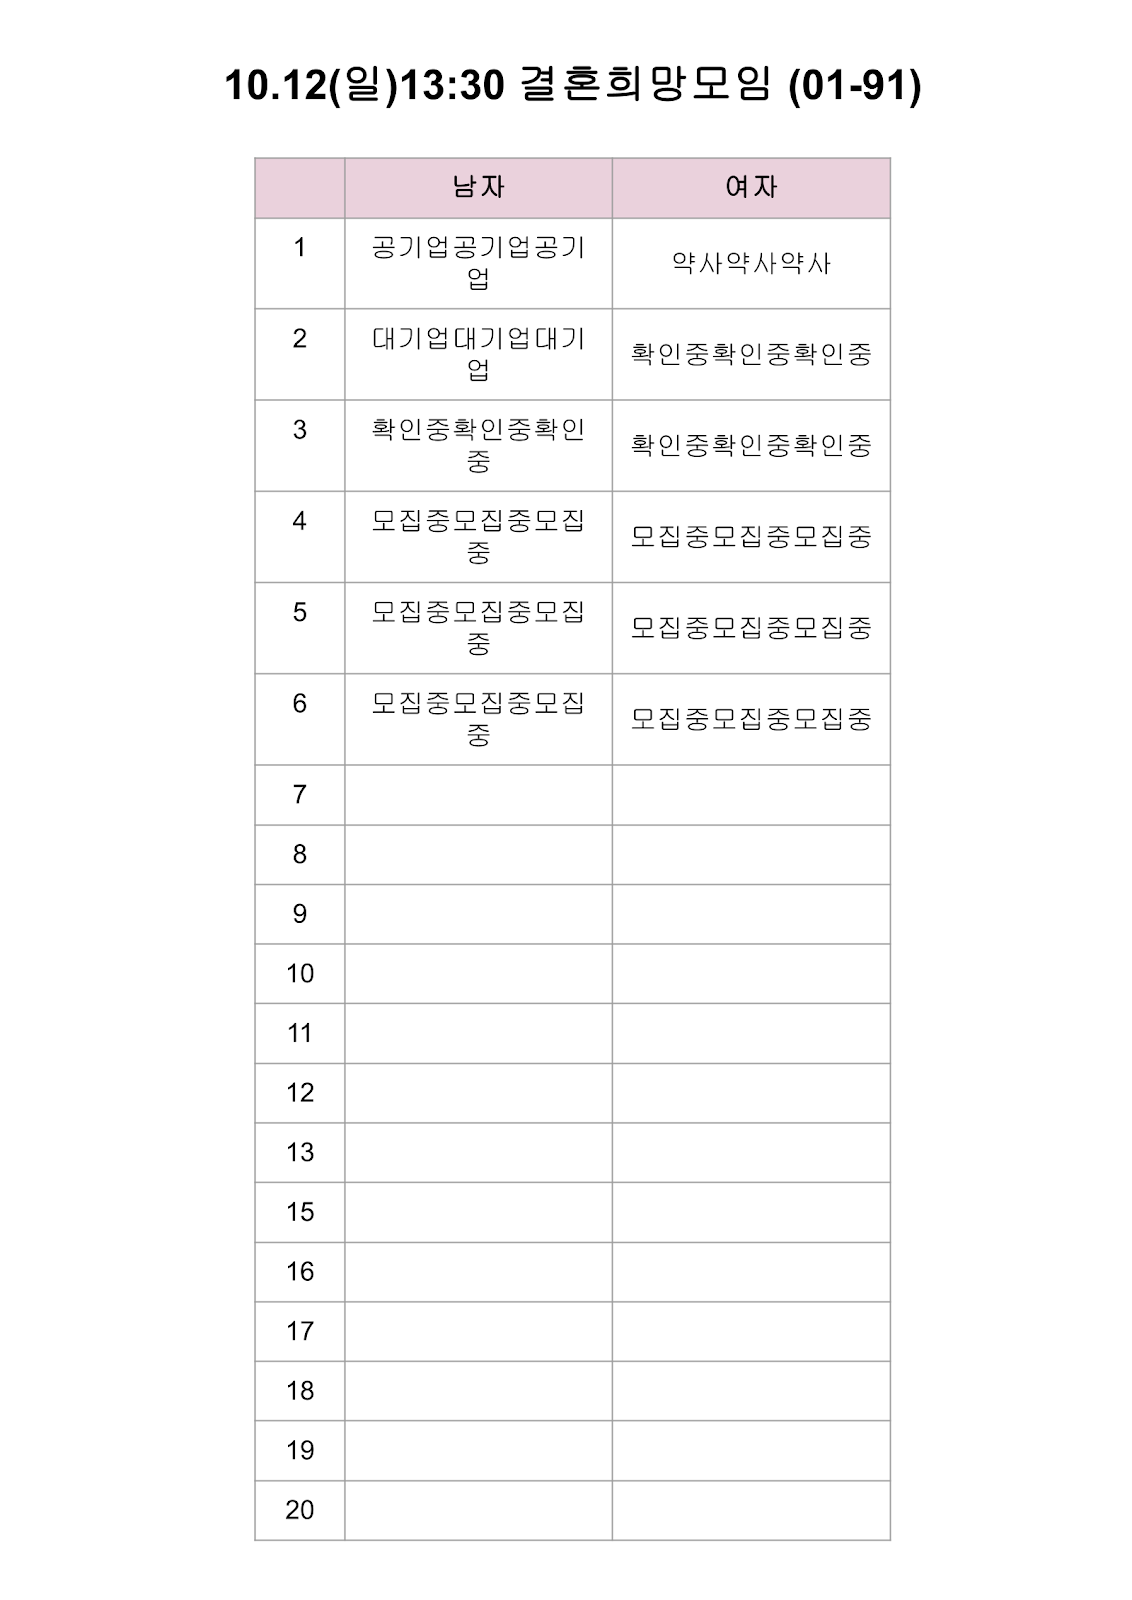 10.12(일)13:30 결혼희망모임 (01-91)
남자 여자
1 공기업공기업공기
업 약사약사약사
2 대기업대기업대기
업 확인중확인중확인중
3 확인중확인중확인
중 확인중확인중확인중
4 모집중모집중모집
중 모집중모집중모집중
5 모집중모집중모집
중 모집중모집중모집중
6 모집중모집중모집
중 모집중모집중모집중
7
8
9
10
11
12
13
15
16
17
18
19
20